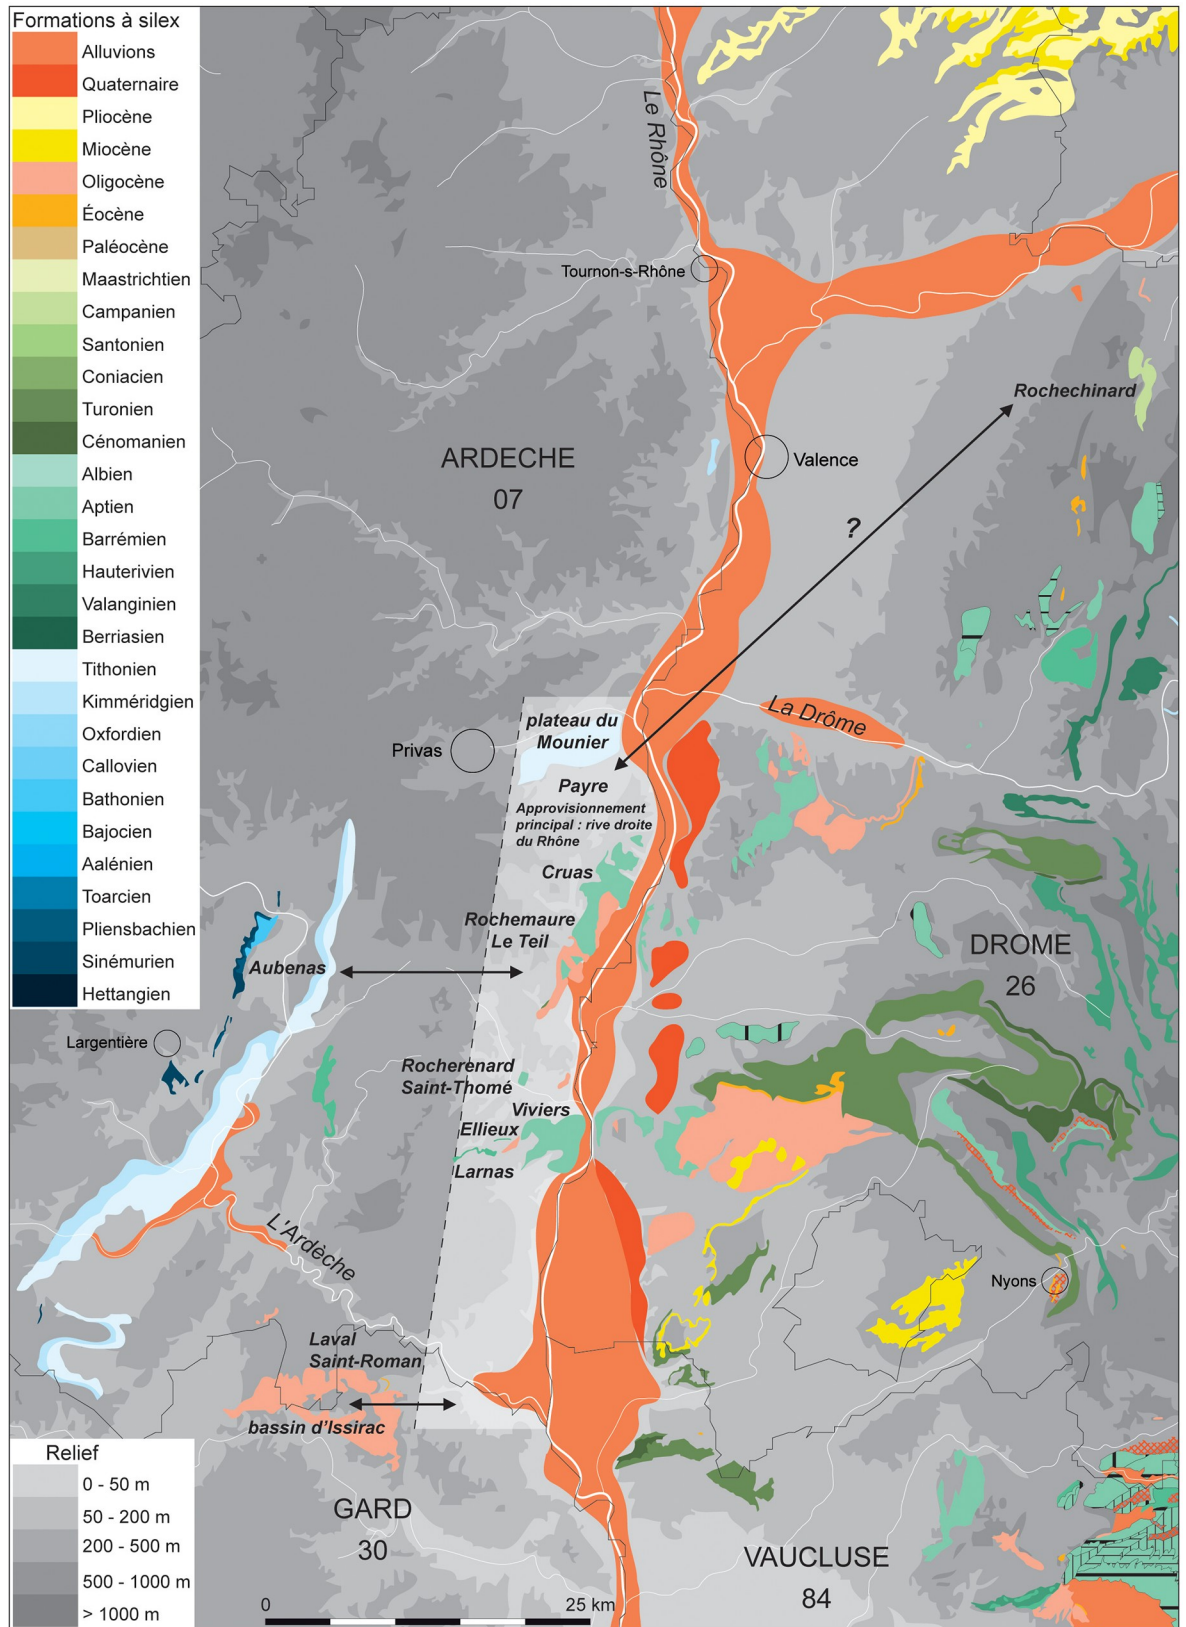 Formations à silex
Alluvions
Quaternaire
Pliocène
Miocène
Oligocène
Éocène
Paléocène
Maastrichtien
Campanien
Santonien
Coniacien
Turonien
Cénomanien
Albien
Aptien
Barrémien
Hauterivien
Valanginien
Berriasien
Tithonien
Kimméridgien
Oxfordien
Callovien
Bathonien
Bajocien
Aalénien
Toarcien
Pliensbachien
Sinémurien
Hettangien
Le Rhône
Tournon-s-Rhône
Rochechinard
ARDECHE
07
Valence
?
La Drôme
plateau du
Mounier
Privas
Payre
Approvisionnement
principal : rive droite
du Rhône
Cruas
Rochemaure
Le Teil
Aubenas
DROME
26
Largentière
Rocherenard
Saint-Thomé
Viviers
Ellieux
Larnas
L'Ardèche
Nyons
Laval
Saint-Roman
bassin d'Issirac
Relief
0 - 50 m
50 - 200 m
200 - 500 m
500 - 1000 m
> 1000 m
GARD
30
VAUCLUSE
84
0
25 km